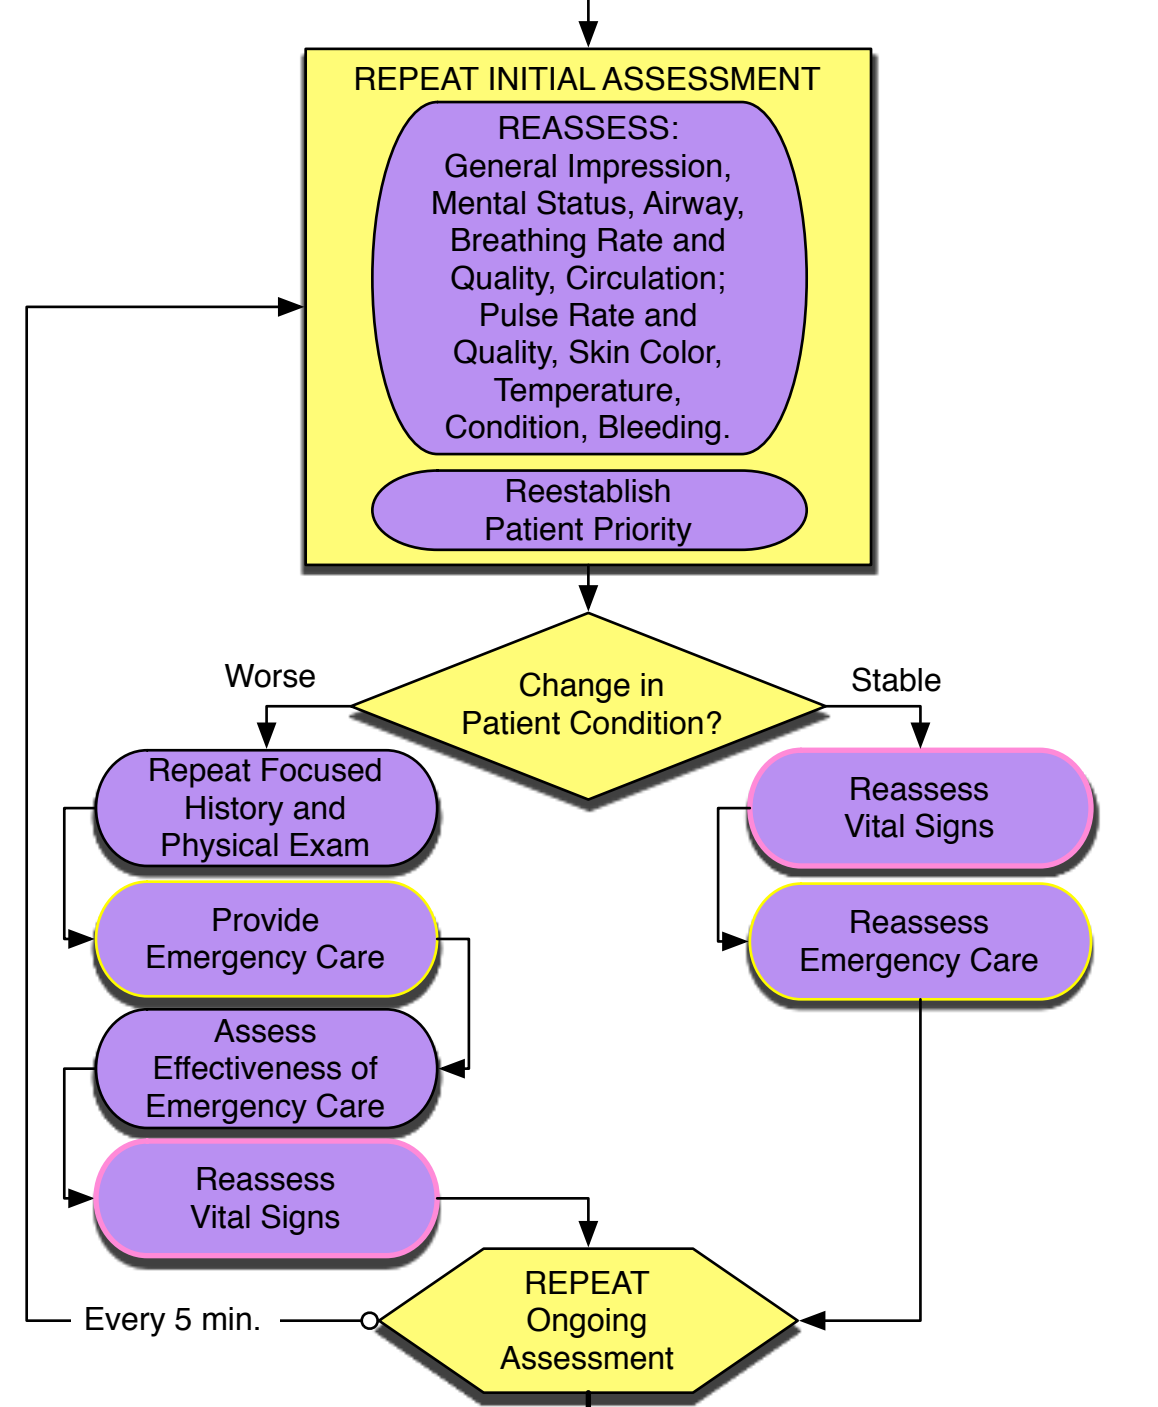 REPEAT INITIAL ASSESSMENT
REASSESS:
General Impression,
Mental Status, Airway,
Breathing Rate and
Quality, Circulation;
Pulse Rate and
Quality, Skin Color,
Temperature,
Condition, Bleeding.
Reestablish
Patient Priority
Change in
Patient Condition?
Worse
Stable
Repeat Focused
History and
Physical Exam
Provide
Emergency Care
Assess
Effectiveness of
Emergency Care
Reassess
Vital Signs
Reassess
Vital Signs
Reassess
Emergency Care
REPEAT
Ongoing
Assessment
Every 5 min.